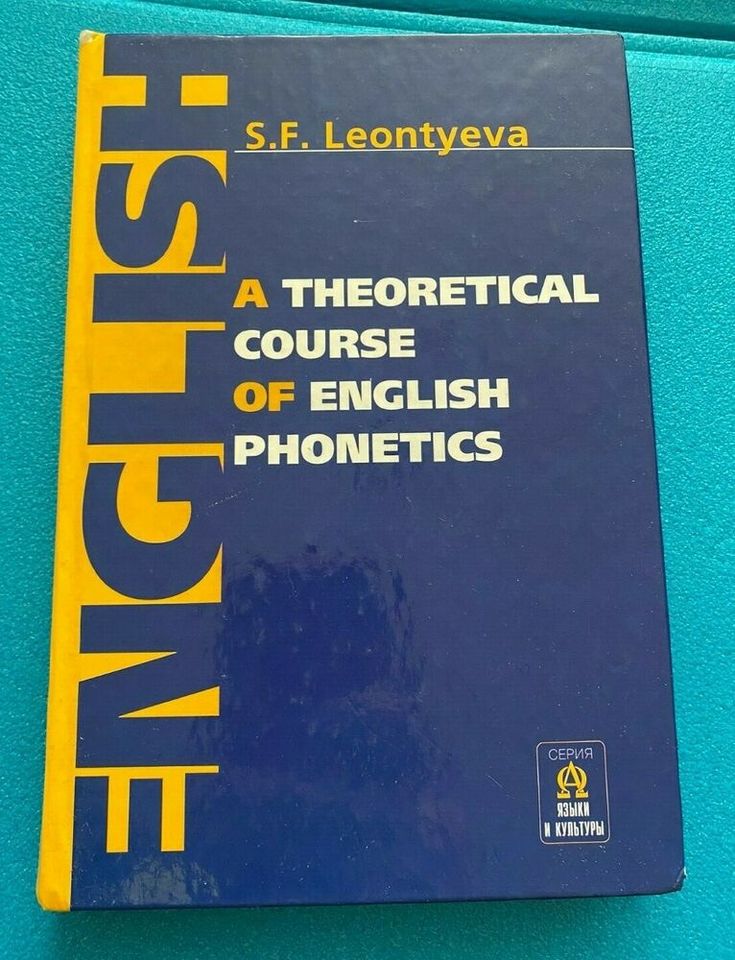 S.F. Leontyeva
ENGLISH
A THEORETICAL
COURSE
OF ENGLISH
PHONETICS
СЕРИЯ
ЯЗЫКИ
И КУЛЬТУРЫ